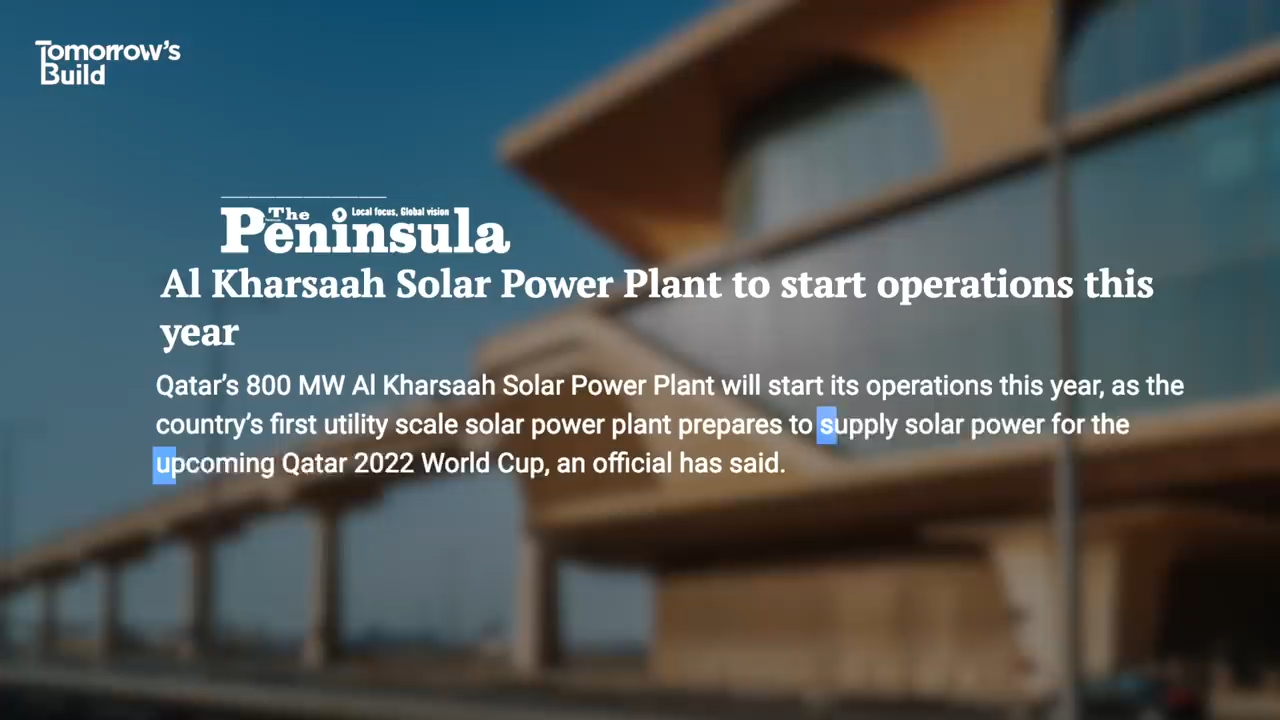 Tomorrow's
Build
The
Local focus, Global vision
Peninsula
Al Kharsaah Solar Power Plant to start operations this
year
Qatar's 800 MW Al Kharsaah Solar Power Plant will start its operations this year, as the
country's first utility scale solar power plant prepares to supply solar power for the
upcoming Qatar 2022 World Cup, an official has said.